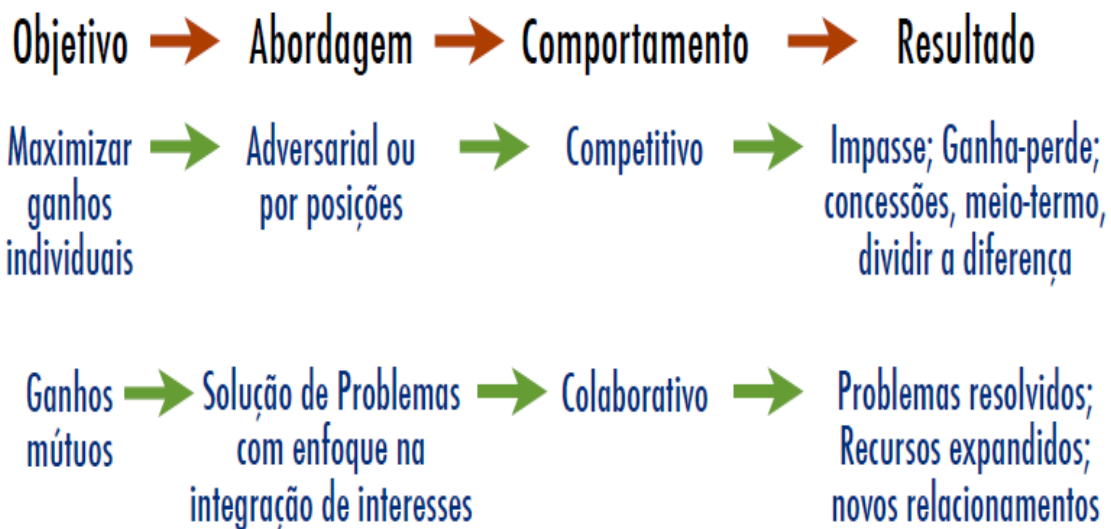 Objetivo Abordagem Comportamento Resultado
Maximizar
ganhos
individuais
Adversarial ou
por posições
Competitivo
Impasse; Ganha-perde;
concessões, meio-termo,
dividir a diferença
Ganhos
mútuos
Solução de Problemas
com enfoque na
integração de interesses
Colaborativo
Problemas resolvidos;
Recursos expandidos;
novos relacionamentos